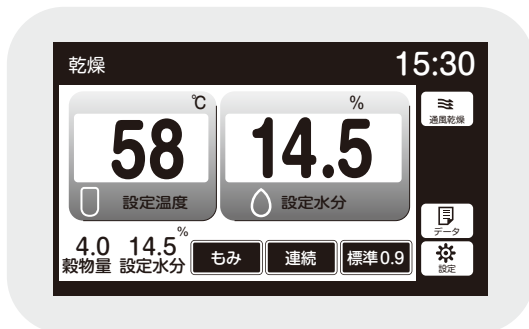 乾燥
15:30
℃
58
設定温度
%
14.5
設定水分
通風乾燥
データ
設定
4.0
穀物量
14.5%
設定水分
もみ
連続
標準0.9